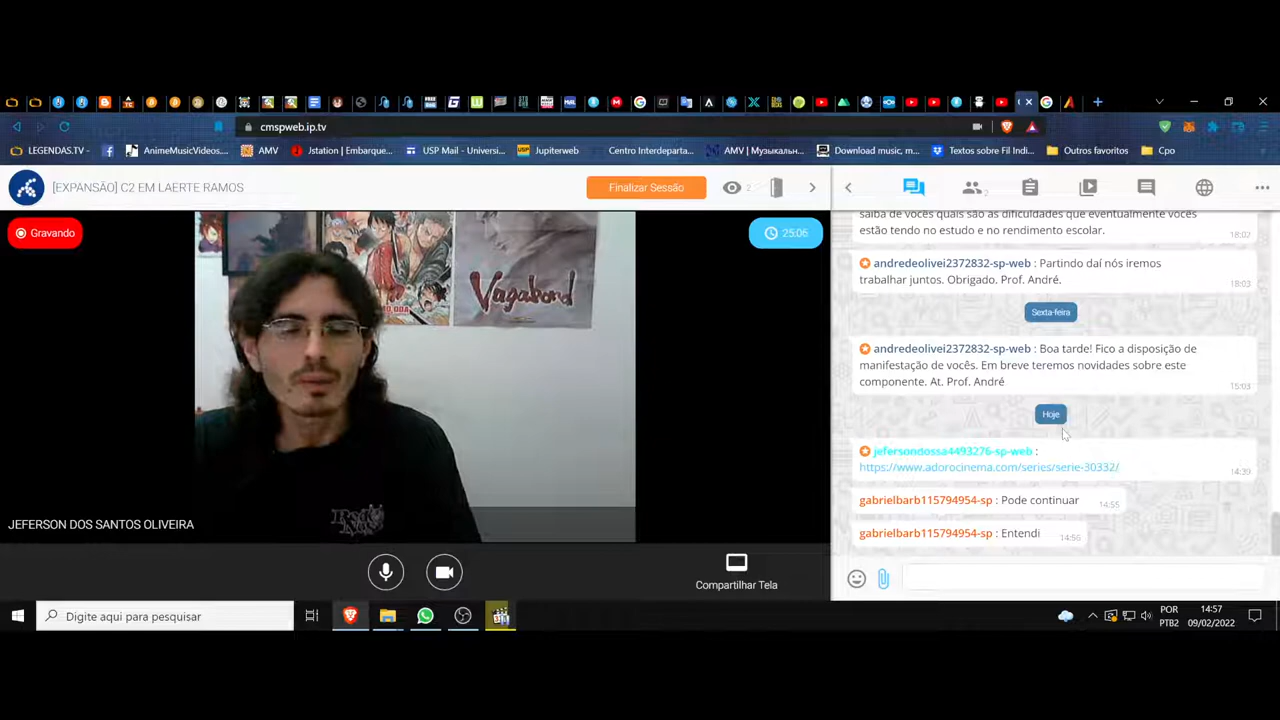 cmspweb.ip.tv
LEGENDAS.TV
AnimeMusicVideos...
AMV
Jstation | Embarque...
USP Mail - Universi...
Jupiterweb
Centro Interdeparta...
AMV | Музыкальн...
Download music, m...
Textos sobre Fil Indi...
Outros favoritos
Cpo
[EXPANSÃO] C2 EM LAERTE RAMOS
Finalizar Sessão
2
2
Gravando
25:06
Vagabond
JEFERSON DOS SANTOS OLIVEIRA
Compartilhar Tela
saiba de vocês quais são as dificuldades que eventualmente vocês
estão tendo no estudo e no rendimento escolar.
18:02
andredeolivei2372832-sp-web : Partindo daí nós iremos
trabalhar juntos. Obrigado. Prof. André.
18:03
Sexta-feira
andredeolivei2372832-sp-web : Boa tarde! Fico a disposição de
manifestação de vocês. Em breve teremos novidades sobre este
componente. At. Prof. André
15:03
Hoje
jefersondossa4493276-sp-web :
https://www.adorocinema.com/series/serie-30332/
14:39
gabrielbarb115794954-sp : Pode continuar
14:55
gabrielbarb115794954-sp : Entendi
14:56
Digite aqui para pesquisar
POR
PTB2
14:57
09/02/2022